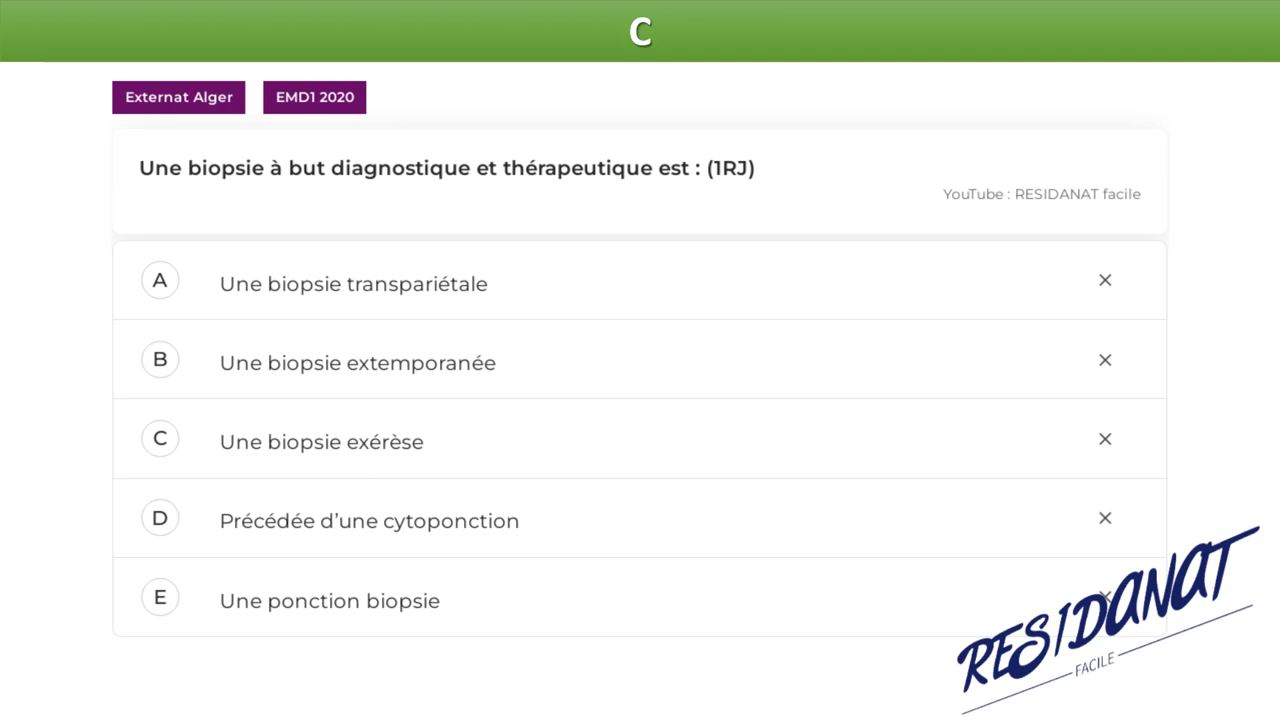 C
Externat Alger
EMD1 2020
Une biopsie à but diagnostique et thérapeutique est : (1RJ)
YouTube : RESIDANAT facile
A Une biopsie transpariétale
B Une biopsie extemporanée
C Une biopsie exérèse
D Précédée d’une cytoponction
E Une ponction biopsie
RESIDANAT
FACILE